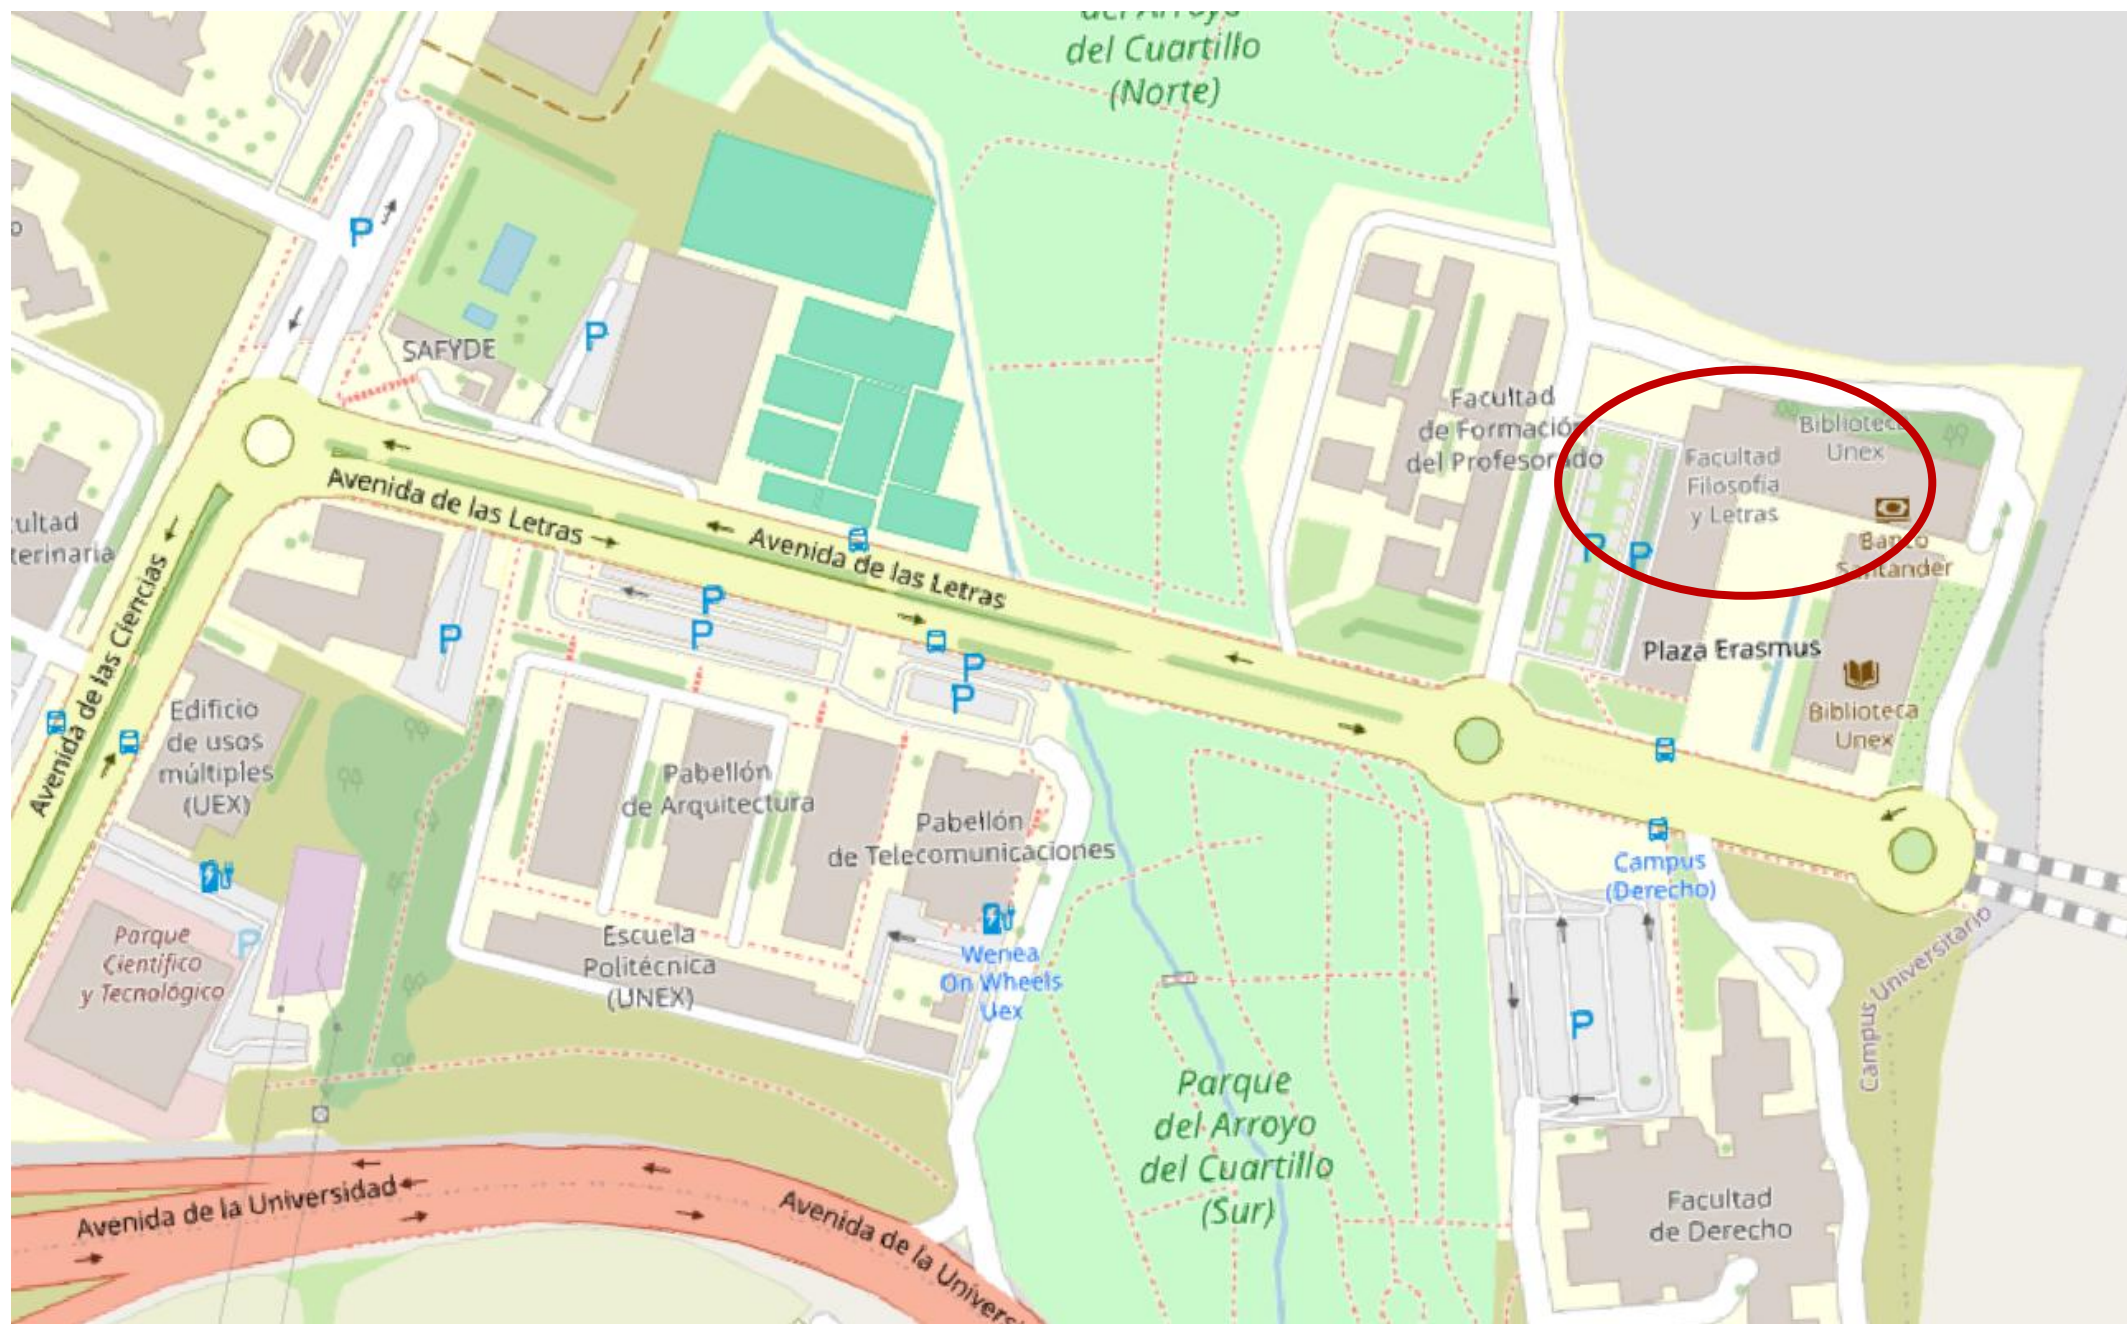 del Cuartillo
(Norte)
P
SAFYDE
P
Facultad
de Formación
del Profesorado
Biblioteca
Unex
Facultad
Filosofía
y Letras
Banco
Santander
P
P
Plaza Erasmus
Biblioteca
Unex
Avenida de las Letras
Avenida de las Letras
P
P
P
P
P
Avenida de las Ciencias
Edificio
de usos
múltiples
(UEX)
Pabellón
de Arquitectura
Pabellón
de Telecomunicaciones
Campus
(Derecho)
Parque
Científico
y Tecnológico
P
Escuela
Politécnica
(UNEX)
Wenea
On Wheels
Uex
P
Campus Universitario
Parque
del Arroyo
del Cuartillo
(Sur)
Facultad
de Derecho
Avenida de la Universidad
Avenida de la Univers